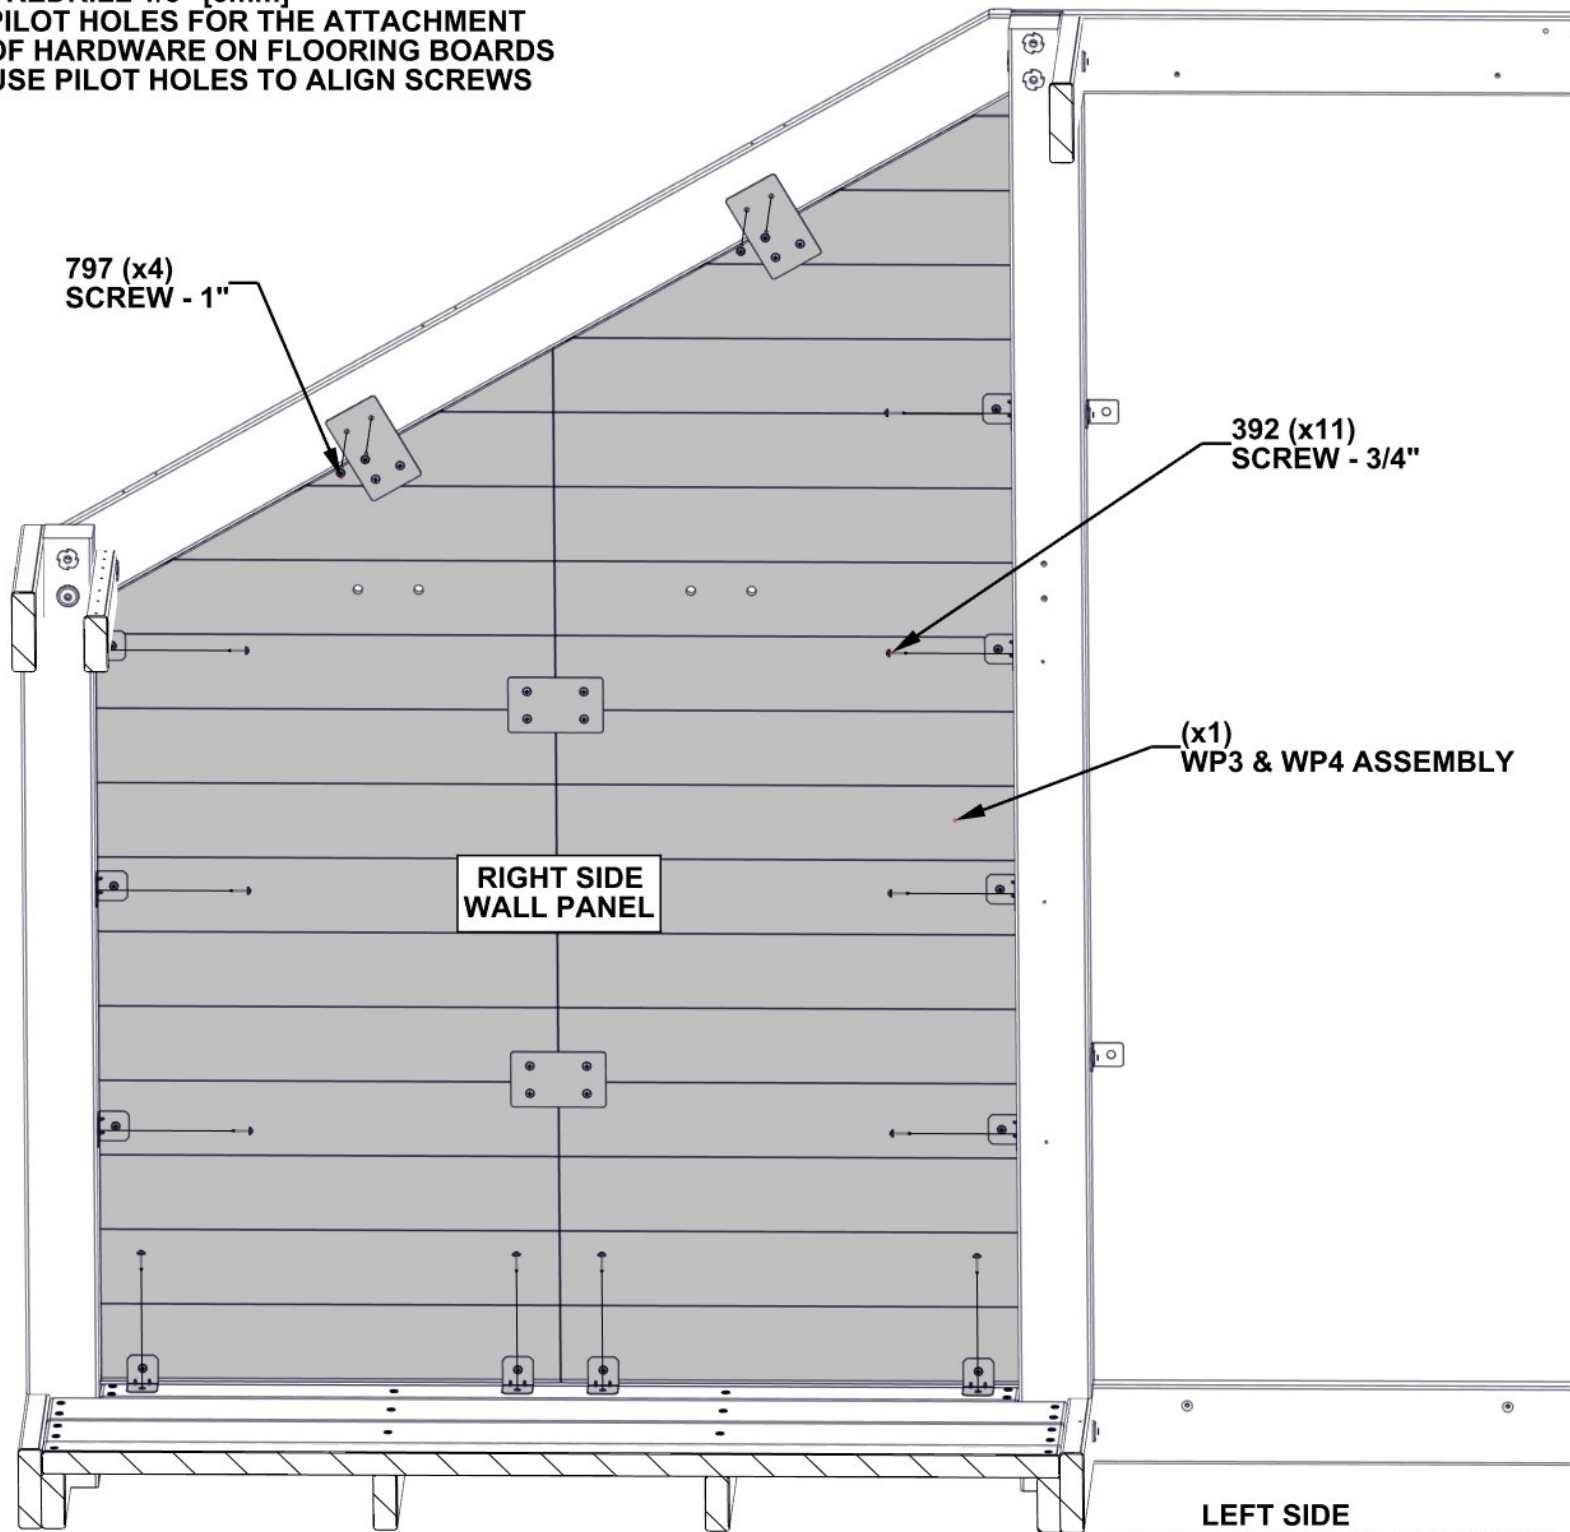 PILOT HOLES FOR THE ATTACHMENT
OF HARDWARE ON FLOORING BOARDS
USE PILOT HOLES TO ALIGN SCREWS
797 (x4)
SCREW - 1"
392 (x11)
SCREW - 3/4"
(x1)
WP3 & WP4 ASSEMBLY
RIGHT SIDE
WALL PANEL
LEFT SIDE